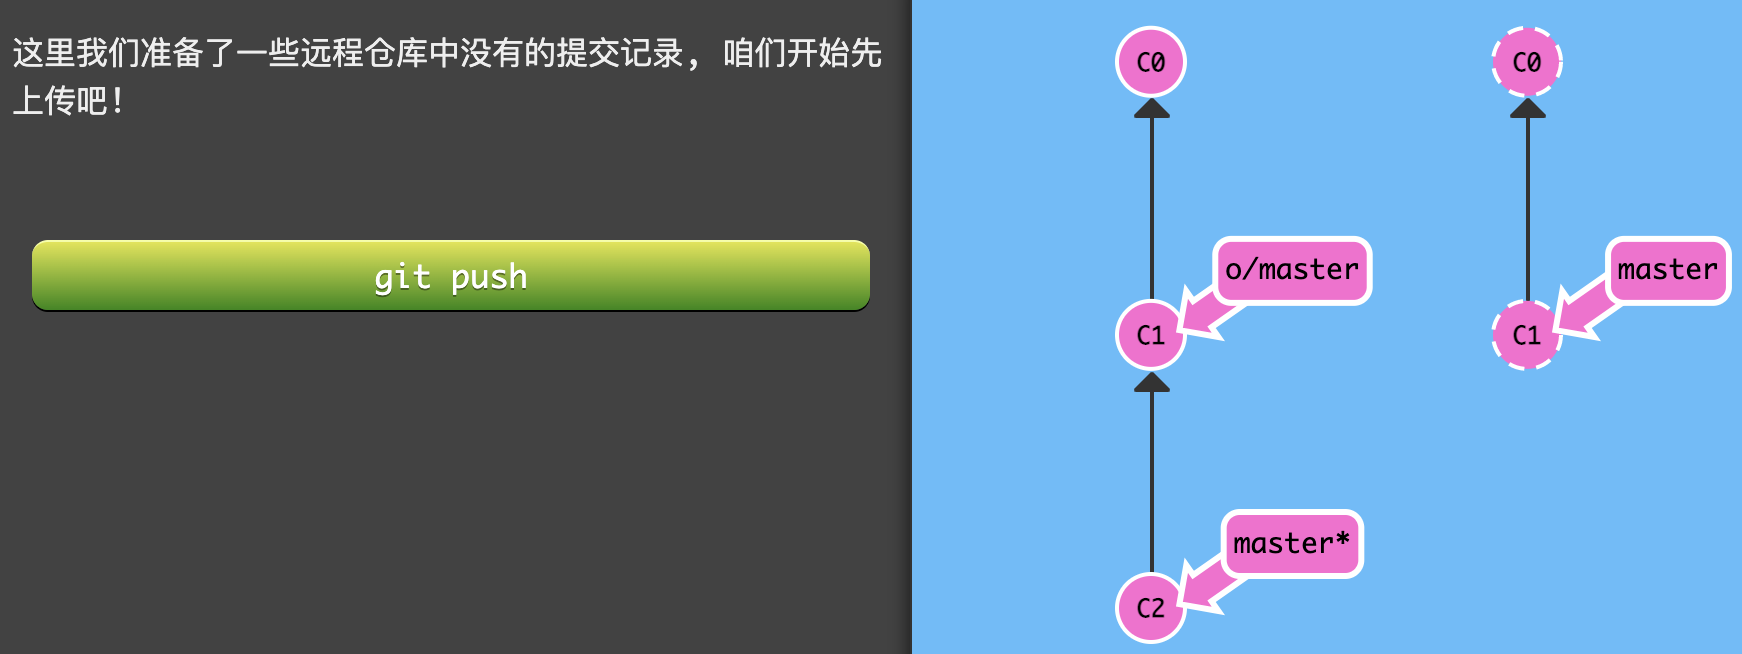 这里我们准备了一些远程仓库中没有的提交记录, 咱们开始先
上传吧!
git push
C0
C0
o/master
master
C1
C1
master*
C2